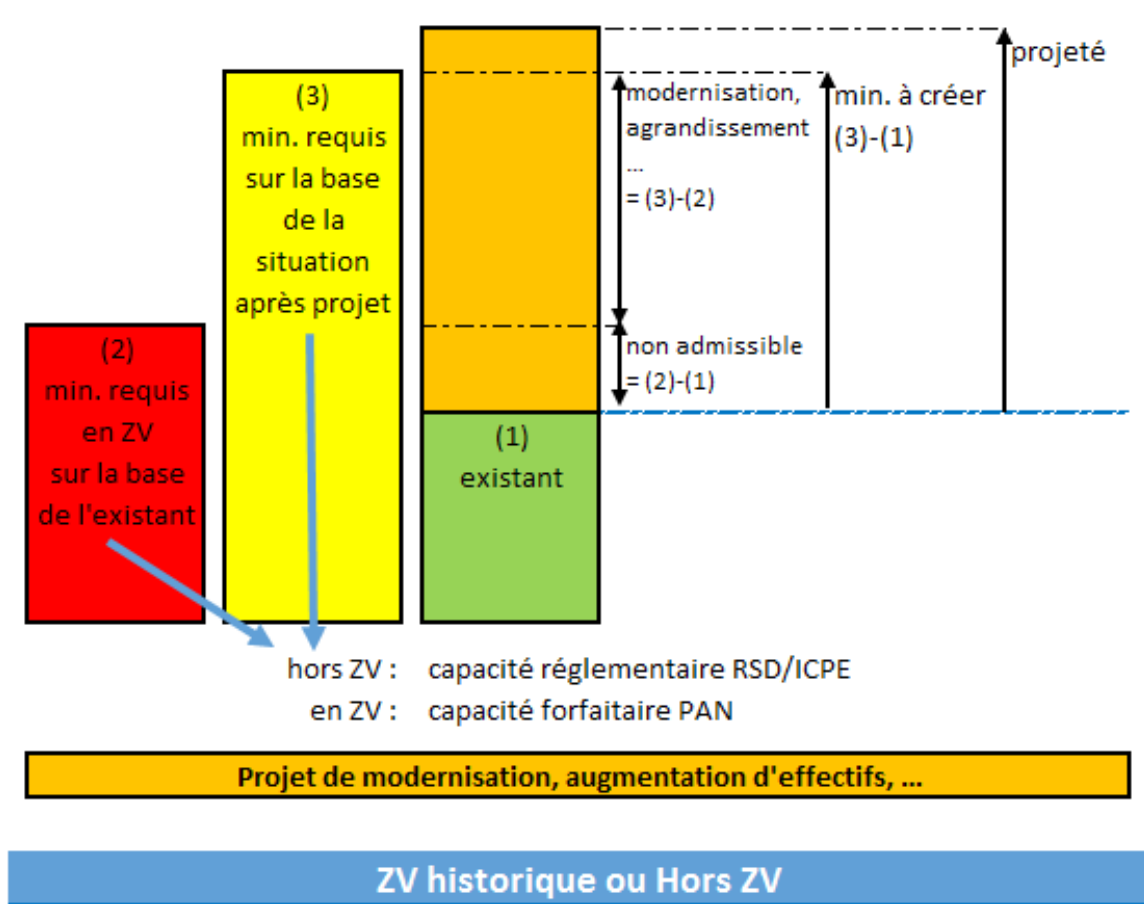 projeté
(3)
min. requis
sur la base
de la
situation
après projet
modernisation,
agrandissement
...
= (3)-(2)
min. à créer
(3)-(1)
(2)
min. requis
en ZV
sur la base
de l'existant
non admissible
= (2)-(1)
(1)
existant
hors ZV : capacité réglementaire RSD/ICPE
en ZV : capacité forfaitaire PAN
Projet de modernisation, augmentation d'effectifs, ...
ZV historique ou Hors ZV